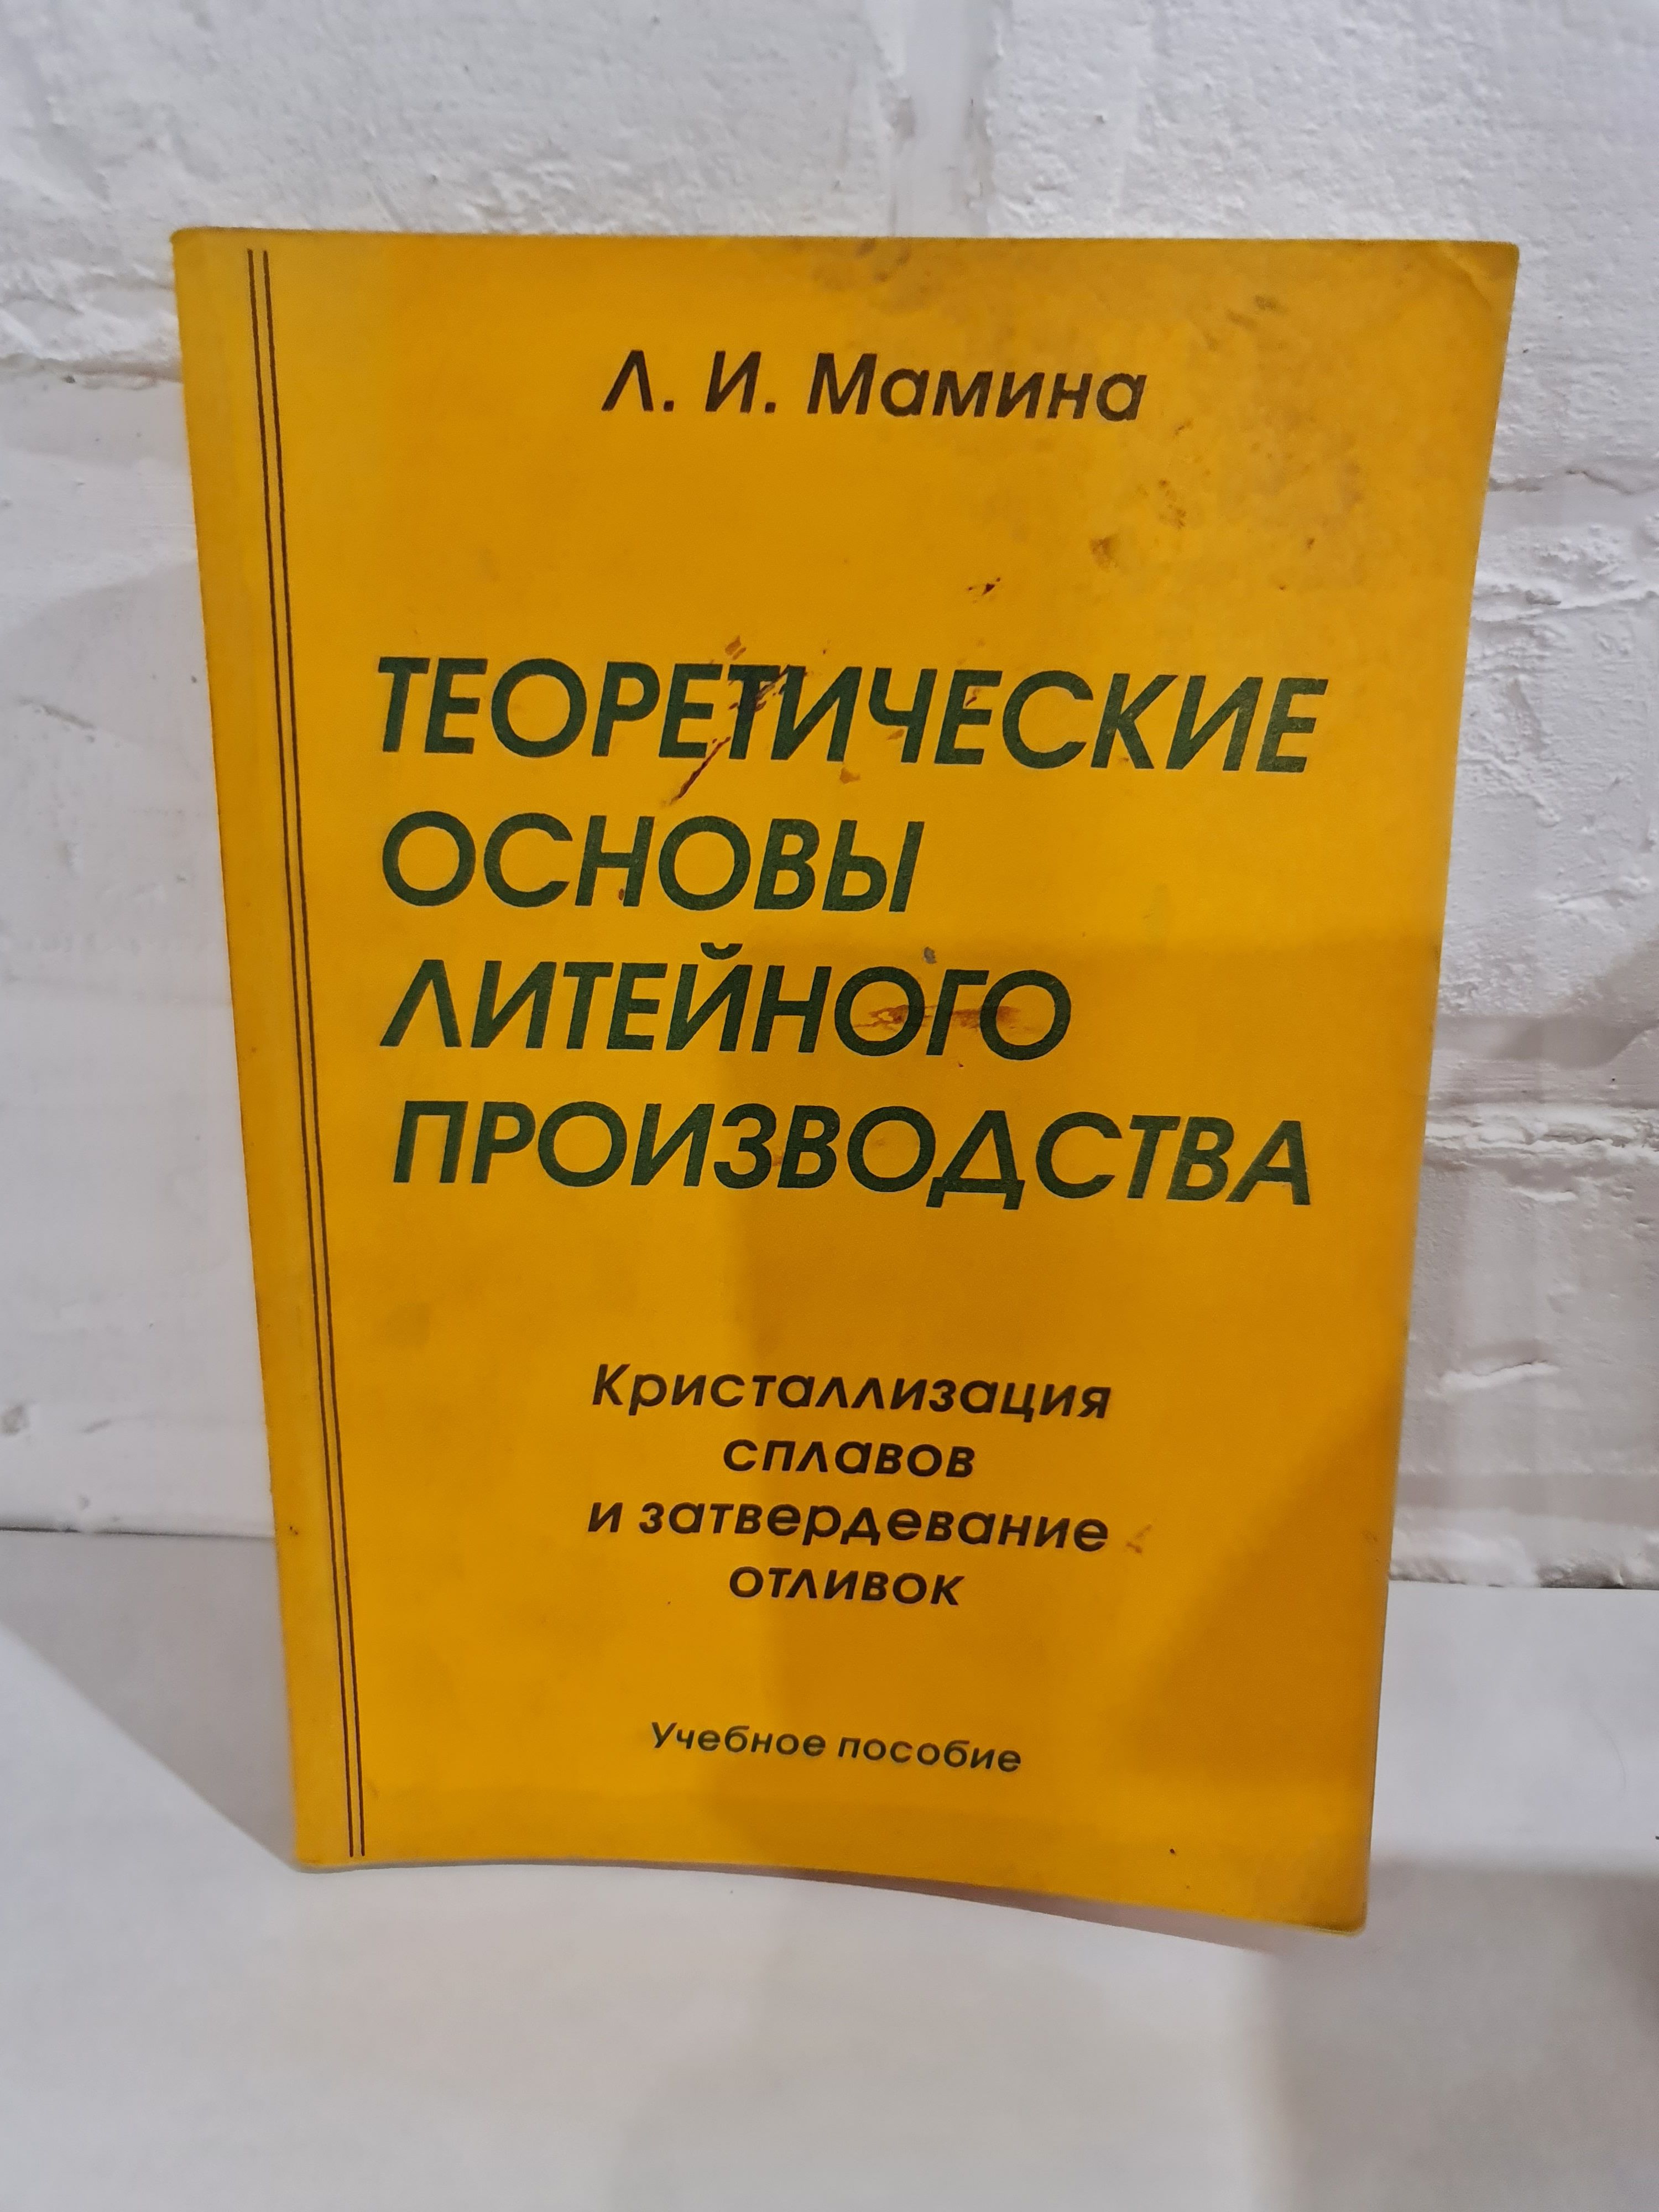 Л. И. Мамина
ТЕОРЕТИЧЕСКИЕ
ОСНОВЫ
ЛИТЕЙНОГО
ПРОИЗВОДСТВА
Кристаллизация
сплавов
и затвердевание
отливок
Учебное пособие